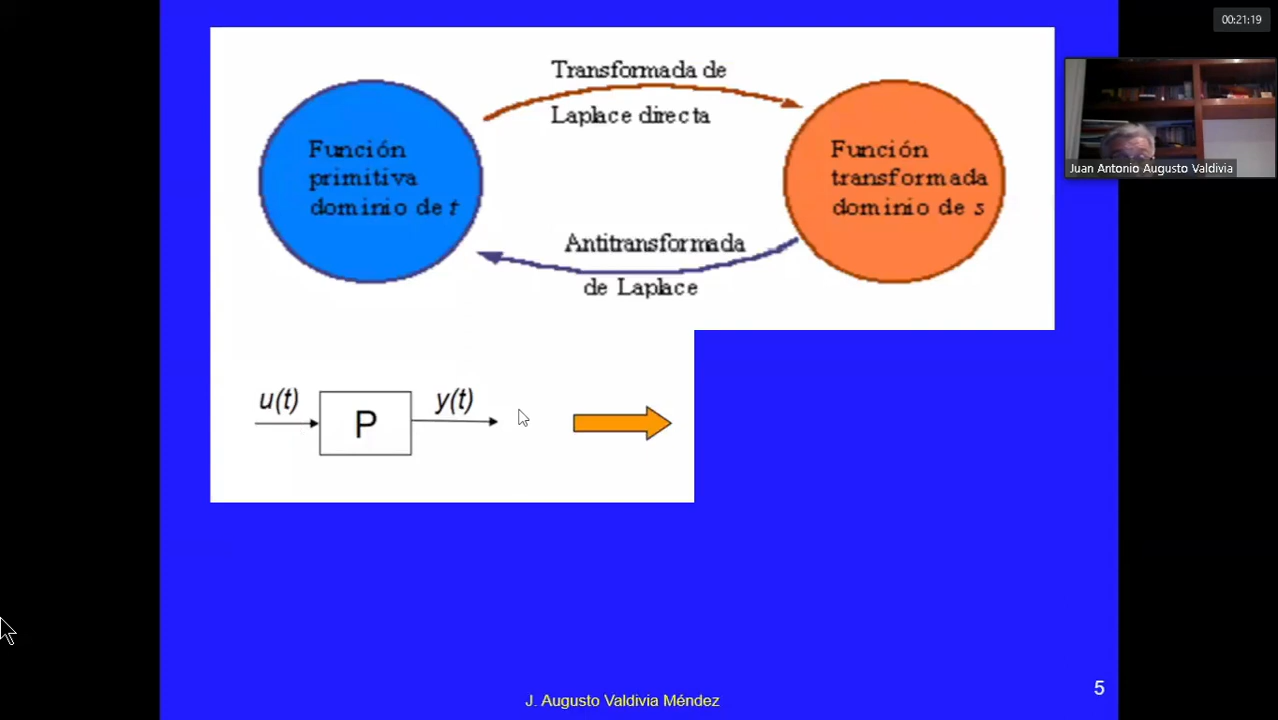 00:21:19
Transformada de
Laplace directa
Función
primitiva
dominio de t
Función
transformada
dominio de s
Juan Antonio Augusto Valdivia
Antitransformada
de Laplace
u(t)
P
y(t)
J. Augusto Valdivia Méndez
5